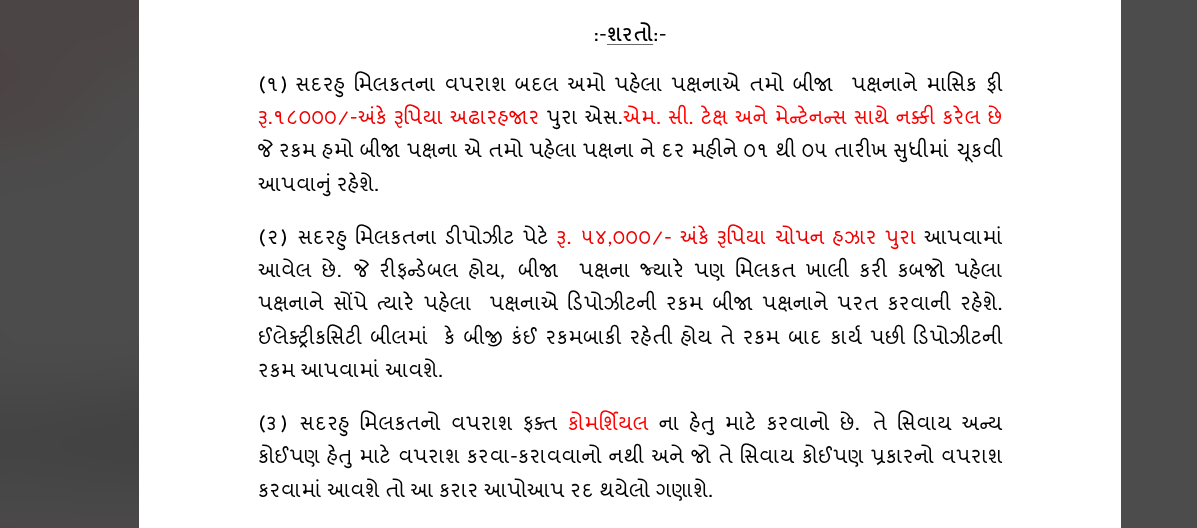 :-શરતો:-
(૧) સદરહુ મિલકતના વપરાશ બદલ અમો પહેલા પક્ષનાએ તમો બીજા પક્ષનાને માસિક ફી
રૂ.૧૮૦૦૦/-અંકે રૂપિયા અઢારહજાર પુરા એસ.એમ. સી. ટેક્ષ અને મેન્ટેનન્સ સાથે નક્કી કરેલ છે
જે રકમ હમો બીજા પક્ષના એ તમો પહેલા પક્ષના ને દર મહીને ૦૧ થી ૦૫ તારીખ સુધીમાં ચૂકવી
આપવાનું રહેશે.
(૨) સદરહુ મિલકતના ડીપોઝીટ પેટે રૂ. ૫૪,૦૦૦/- અંકે રૂપિયા ચોપન હઝાર પુરા આપવામાં
આવેલ છે. જે રીફન્ડેબલ હોય, બીજા પક્ષના જ્યારે પણ મિલકત ખાલી કરી કબજો પહેલા
પક્ષનાને સોંપે ત્યારે પહેલા પક્ષનાએ ડિપોઝીટની રકમ બીજા પક્ષનાને પરત કરવાની રહેશે.
ઈલેક્ટ્રીકસિટી બીલમાં કે બીજી કંઈ રકમબાકી રહેતી હોય તે રકમ બાદ કાર્ય પછી ડિપોઝીટની
રકમ આપવામાં આવશે.
(૩) સદરહુ મિલકતનો વપરાશ ફક્ત કોમર્શિયલ ના હેતુ માટે કરવાનો છે. તે સિવાય અન્ય
કોઈપણ હેતુ માટે વપરાશ કરવા-કરાવવાનો નથી અને જો તે સિવાય કોઈપણ પ્રકારનો વપરાશ
કરવામાં આવશે તો આ કરાર આપોઆપ રદ થયેલો ગણાશે.